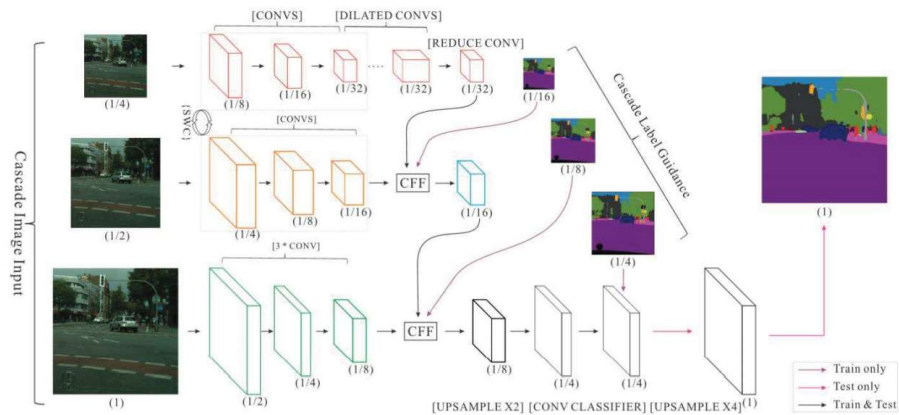 [CONVS]
[DILATED CONVS]
[REDUCE CONV]
(1/4)
(1/8)
(1/16)
(1/32)
(1/32)
(1/32)
(1/16)
Cascade Label Guidance
{SWC}
[CONVS]
Cascade Image Input
(1/2)
(1/4)
(1/8)
(1/16)
CFF
(1/16)
(1/8)
(1)
[3 * CONV]
(1/4)
(1)
(1/2)
(1/4)
(1/8)
CFF
(1/8)
(1/4)
(1/4)
(1)
[UPSAMPLE X2]
[CONV CLASSIFIER]
[UPSAMPLE X4]
Train only
Test only
Train & Test